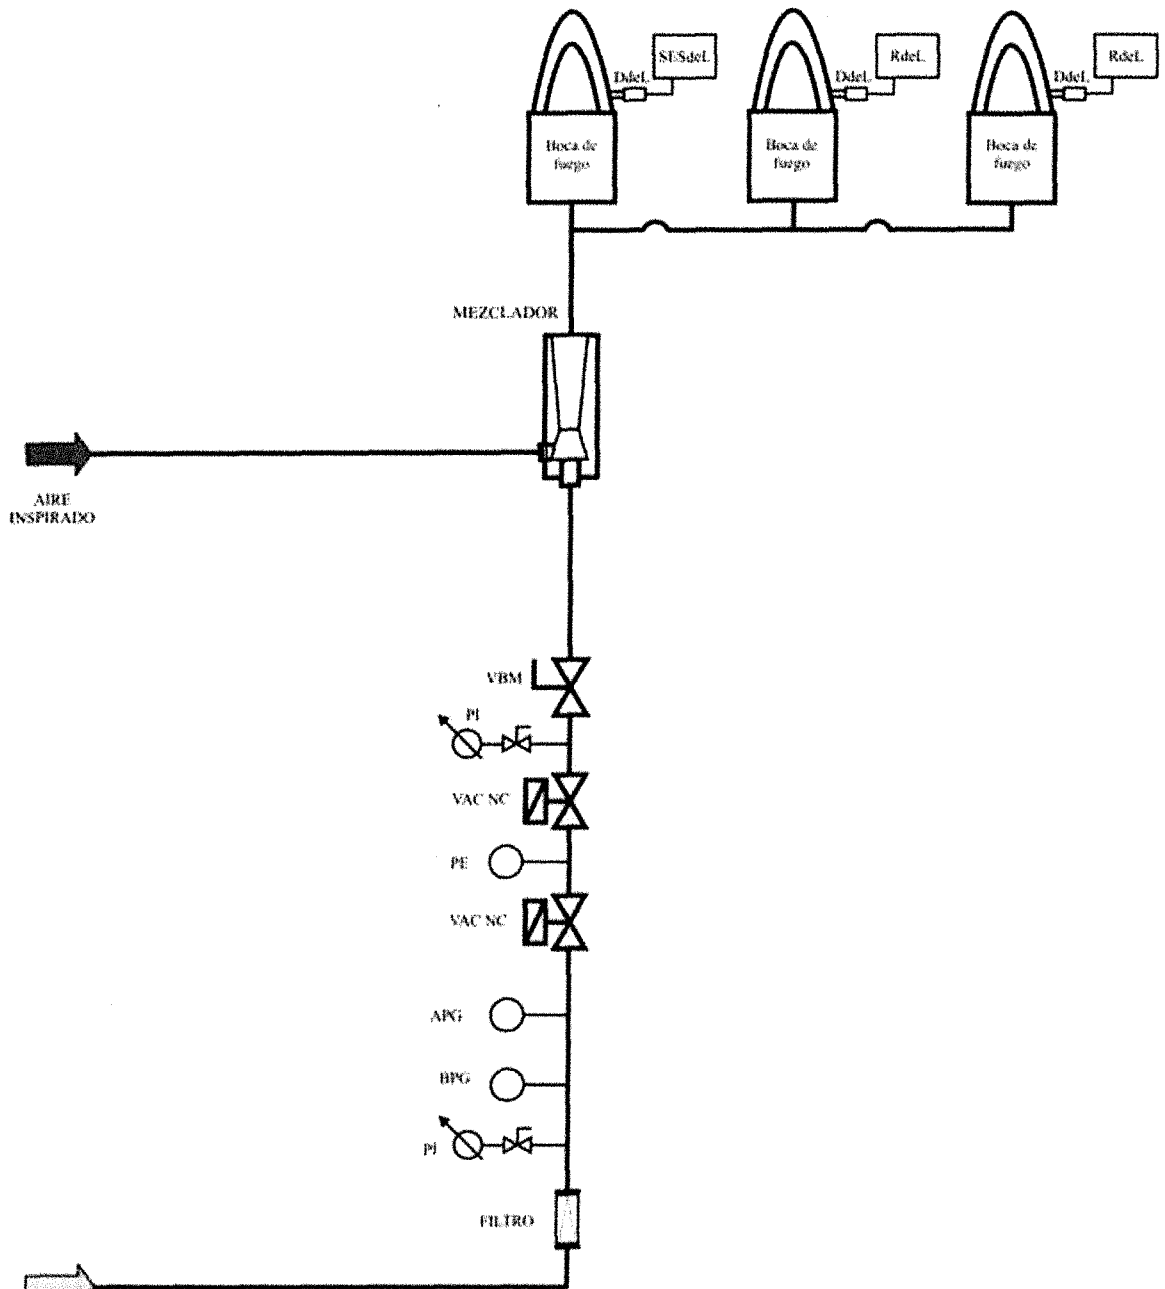 SESdeL
RdeL
RdeL
DdeL
DdeL
DdeL
Boca de
fuego
Boca de
fuego
Boca de
fuego
MEZCLADOR
AIRE
INSPIRADO
VBM
PI
VAC NC
PE
VAC NC
APG
BPG
PI
FILTRO